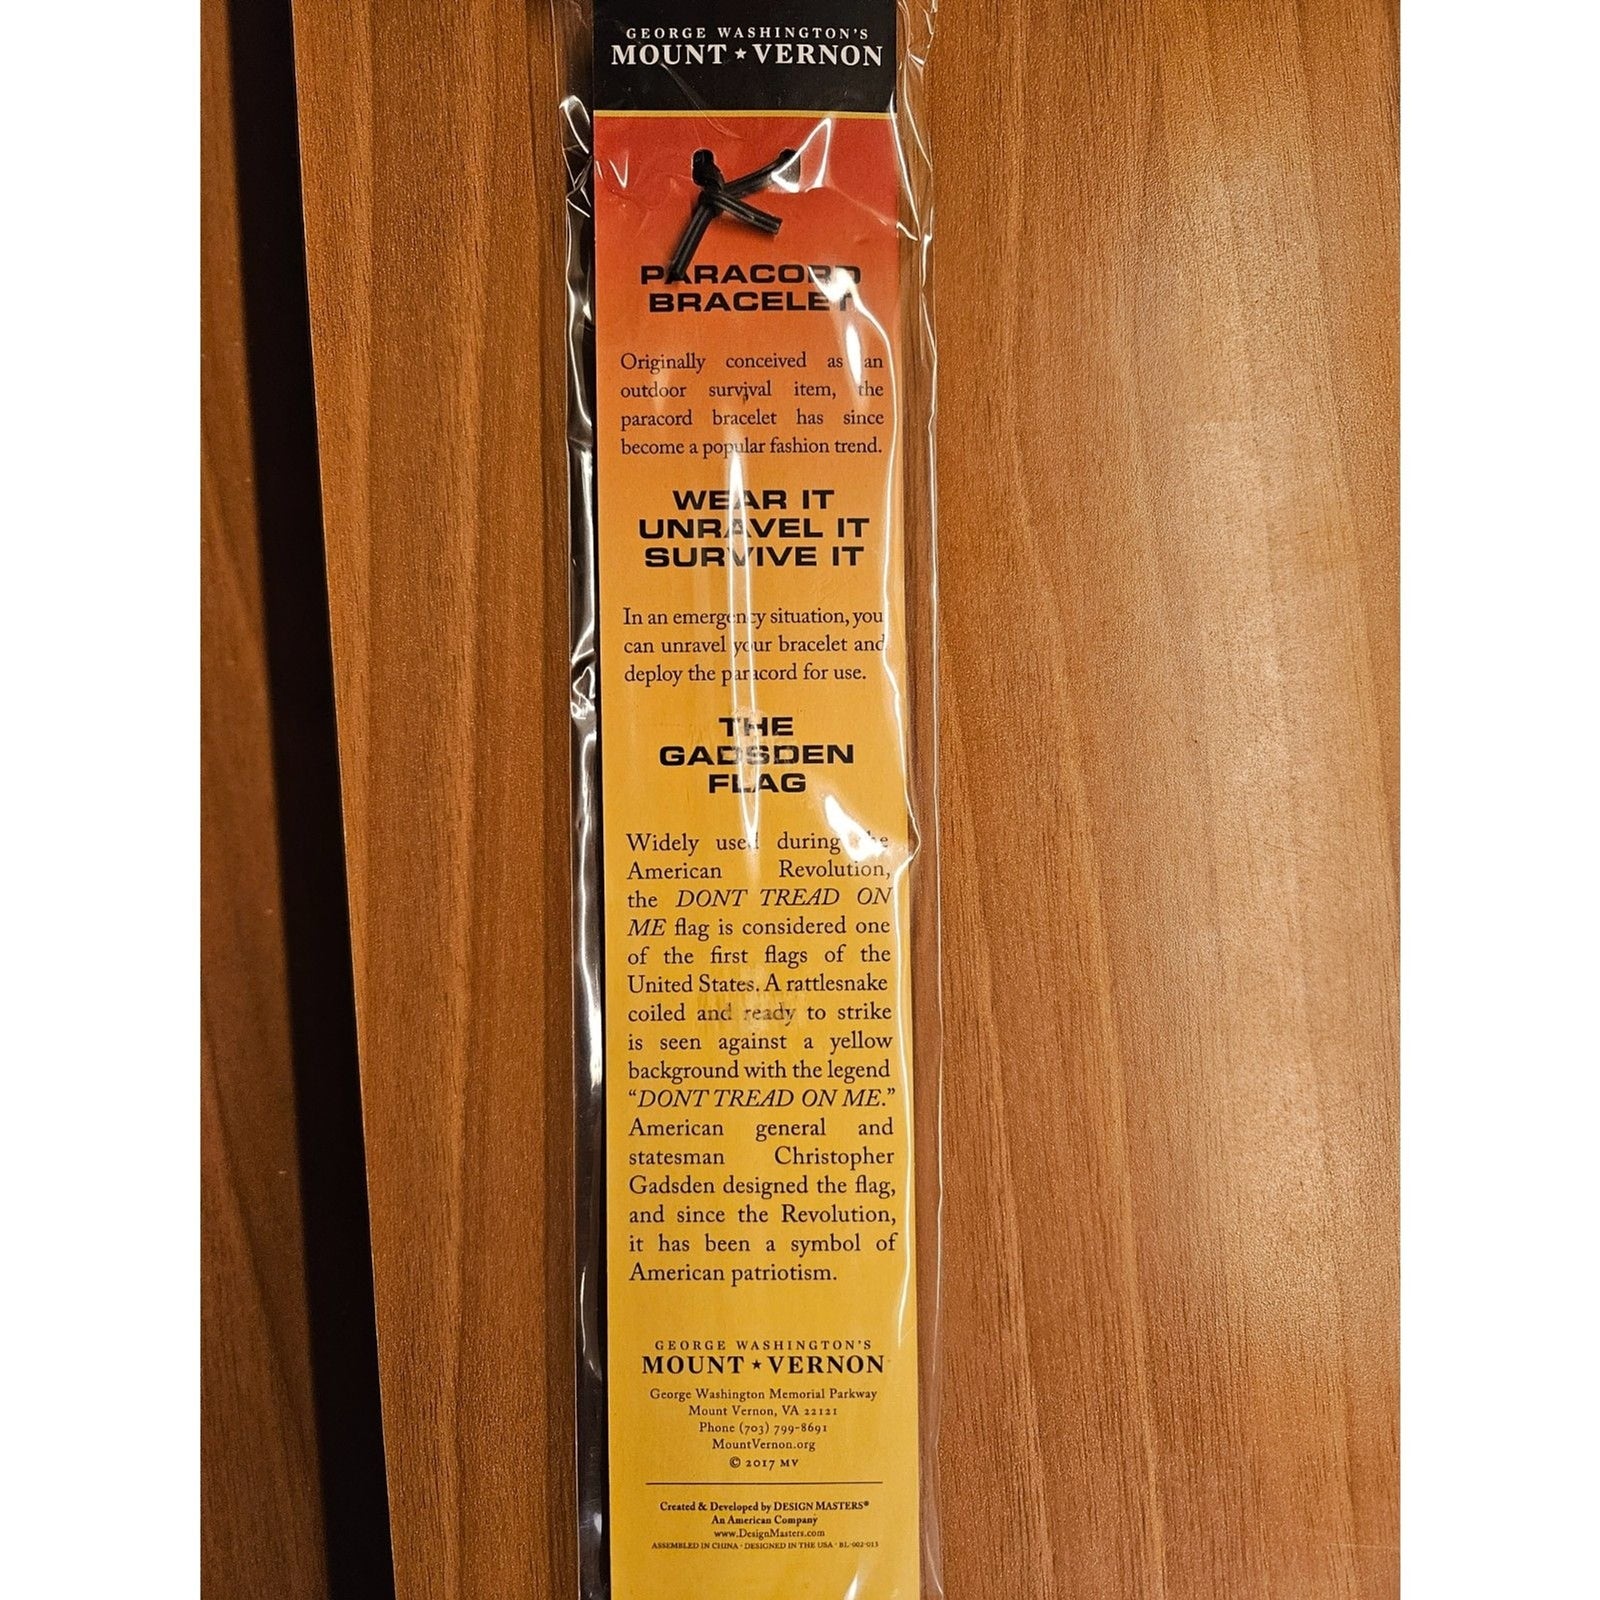 GEORGE WASHINGTON'S
MOUNT ★ VERNON
PARACORD
BRACELET
Originally conceived as an
outdoor survival item, the
paracord bracelet has since
become a popular fashion trend.
WEAR IT
UNRAVEL IT
SURVIVE IT
In an emergency situation, you
can unravel your bracelet and
deploy the paracord for use.
THE
GADSDEN
FLAG
Widely used during the
American Revolution,
the DONT TREAD ON
ME flag is considered one
of the first flags of the
United States. A rattlesnake
coiled and ready to strike
is seen against a yellow
background with the legend
“DONT TREAD ON ME.”
American general and
statesman Christopher
Gadsden designed the flag,
and since the Revolution,
it has been a symbol of
American patriotism.
GEORGE WASHINGTON'S
MOUNT ★ VERNON
George Washington Memorial Parkway
Mount Vernon, VA 22121
Phone (703) 799-8691
MountVernon.org
© 2017 MV
Created & Developed by DESIGN MASTERS®
An American Company
www.DesignMasters.com
ASSEMBLED IN CHINA · DESIGNED IN THE USA · BL-002-013